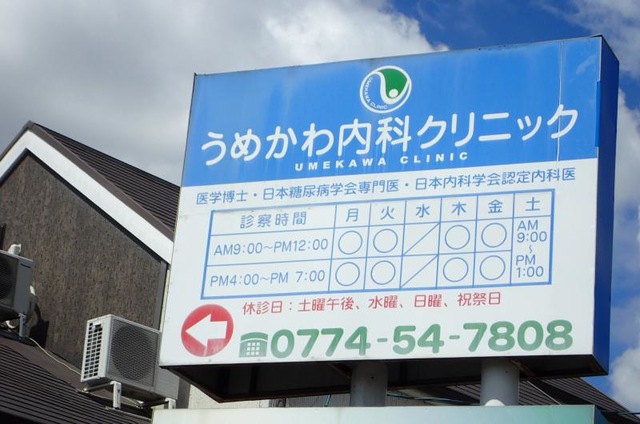 UMEKAWA CLINIC
うめかわ内科クリニック
UMEKAWA CLINIC
医学博士・日本糖尿病学会専門医・日本内科学会認定内科医
診察時間 月 火 水 木 金 土
AM9:00～PM12:00 ○ ○ ／ ○ ○ AM 9:00 ～ PM 1:00
PM4:00～PM 7:00 ○ ○ ／ ○ ○
休診日：土曜午後、水曜、日曜、祝祭日
0774-54-7808